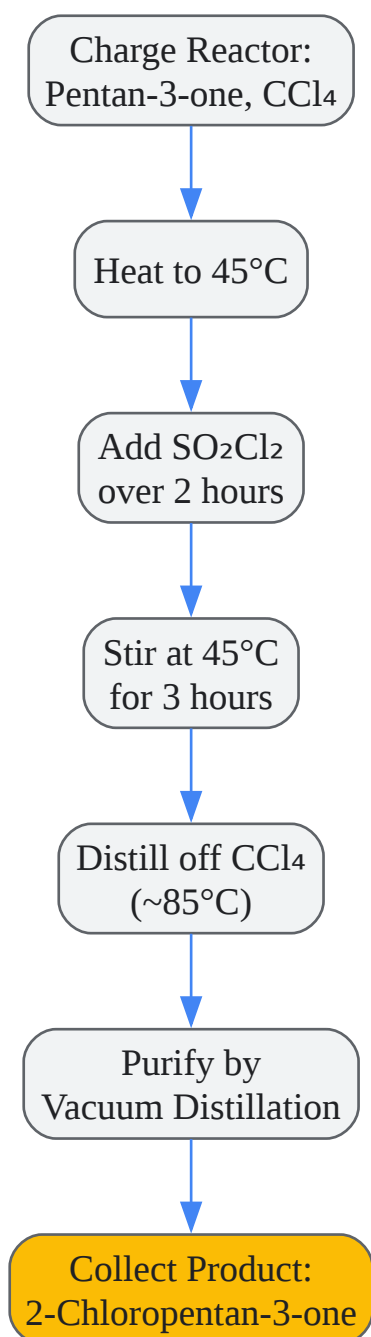 Charge Reactor:
Pentan-3-one, CCl₄
Heat to 45°C
Add SO₂Cl₂
over 2 hours
Stir at 45°C
for 3 hours
Distill off CCl₄
(~85°C)
Purify by
Vacuum Distillation
Collect Product:
2-Chloropentan-3-one